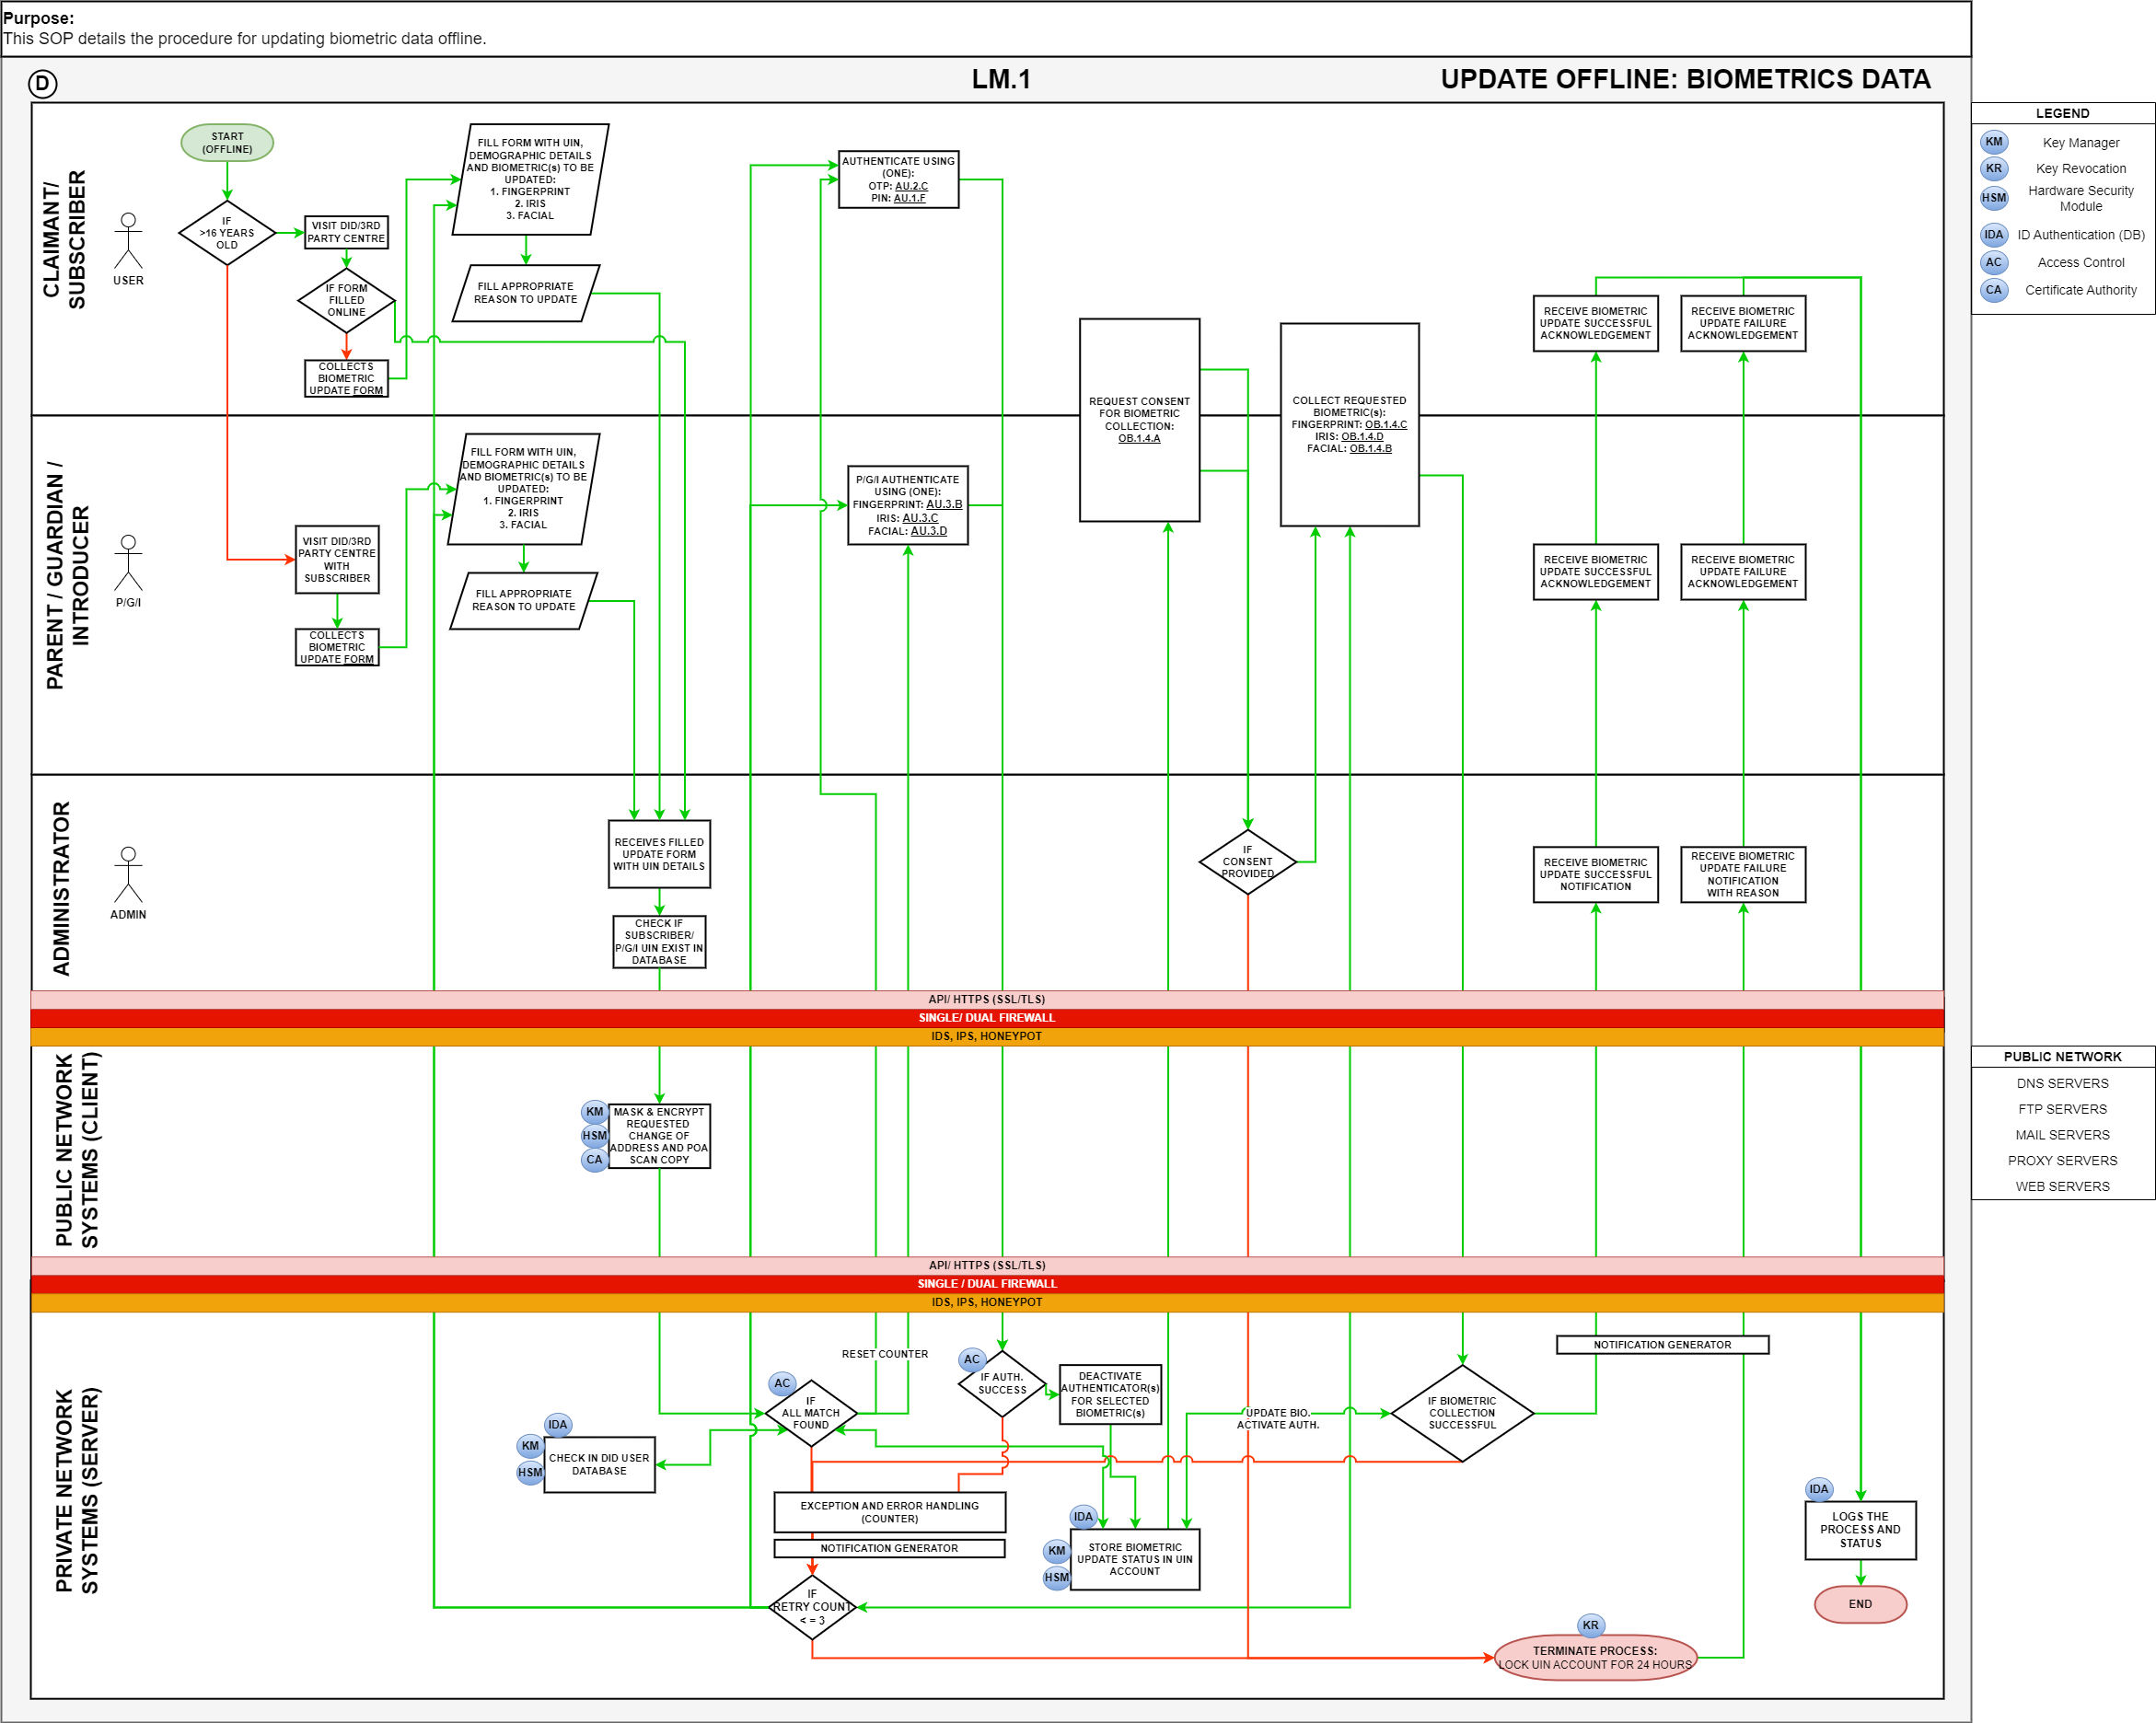 Purpose:
This SOP details the procedure for updating biometric data offline.
D
LM.1
UPDATE OFFLINE: BIOMETRICS DATA
CLAIMANT/
SUBSCRIBER
USER
START
(OFFLINE)
IF
>16 YEARS
OLD
VISIT DID/3RD
PARTY CENTRE
IF FORM
FILLED
ONLINE
COLLECTS
BIOMETRIC
UPDATE FORM
FILL FORM WITH UIN,
DEMOGRAPHIC DETAILS
AND BIOMETRIC(s) TO BE
UPDATED:
1. FINGERPRINT
2. IRIS
3. FACIAL
FILL APPROPRIATE
REASON TO UPDATE
AUTHENTICATE USING
(ONE):
OTP: AU.2.C
PIN: AU.1.F
REQUEST CONSENT
FOR BIOMETRIC
COLLECTION:
OB.1.4.A
COLLECT REQUESTED
BIOMETRIC(s):
FINGERPRINT: OB.1.4.C
IRIS: OB.1.4.D
FACIAL: OB.1.4.B
RECEIVE BIOMETRIC
UPDATE SUCCESSFUL
ACKNOWLEDGEMENT
RECEIVE BIOMETRIC
UPDATE FAILURE
ACKNOWLEDGEMENT
PARENT / GUARDIAN /
INTRODUCER
P/G/I
VISIT DID/3RD
PARTY CENTRE
WITH
SUBSCRIBER
COLLECTS
BIOMETRIC
UPDATE FORM
FILL FORM WITH UIN,
DEMOGRAPHIC DETAILS
AND BIOMETRIC(s) TO BE
UPDATED:
1. FINGERPRINT
2. IRIS
3. FACIAL
FILL APPROPRIATE
REASON TO UPDATE
P/G/I AUTHENTICATE
USING (ONE):
FINGERPRINT: AU.3.B
IRIS: AU.3.C
FACIAL: AU.3.D
RECEIVE BIOMETRIC
UPDATE SUCCESSFUL
ACKNOWLEDGEMENT
RECEIVE BIOMETRIC
UPDATE FAILURE
ACKNOWLEDGEMENT
ADMINISTRATOR
ADMIN
RECEIVES FILLED
UPDATE FORM
WITH UIN DETAILS
CHECK IF
SUBSCRIBER/
P/G/I UIN EXIST IN
DATABASE
IF
CONSENT
PROVIDED
RECEIVE BIOMETRIC
UPDATE SUCCESSFUL
NOTIFICATION
RECEIVE BIOMETRIC
UPDATE FAILURE
NOTIFICATION
WITH REASON
API/ HTTPS (SSL/TLS)
SINGLE/ DUAL FIREWALL
IDS, IPS, HONEYPOT
PUBLIC NETWORK
SYSTEMS (CLIENT)
KM
HSM
CA
MASK & ENCRYPT
REQUESTED
CHANGE OF
ADDRESS AND POA
SCAN COPY
API/ HTTPS (SSL/TLS)
SINGLE / DUAL FIREWALL
IDS, IPS, HONEYPOT
PRIVATE NETWORK
SYSTEMS (SERVER)
IDA
KM
HSM
CHECK IN DID USER
DATABASE
AC
IF
ALL MATCH
FOUND
RESET COUNTER
AC
IF AUTH.
SUCCESS
DEACTIVATE
AUTHENTICATOR(s)
FOR SELECTED
BIOMETRIC(s)
UPDATE BIO.
ACTIVATE AUTH.
IF BIOMETRIC
COLLECTION
SUCCESSFUL
NOTIFICATION GENERATOR
EXCEPTION AND ERROR HANDLING
(COUNTER)
NOTIFICATION GENERATOR
IF
RETRY COUNT
< = 3
IDA
KM
HSM
STORE BIOMETRIC
UPDATE STATUS IN UIN
ACCOUNT
KR
TERMINATE PROCESS:
LOCK UIN ACCOUNT FOR 24 HOURS
IDA
LOGS THE
PROCESS AND
STATUS
END
LEGEND
KM Key Manager
KR Key Revocation
HSM Hardware Security
Module
IDA ID Authentication (DB)
AC Access Control
CA Certificate Authority
PUBLIC NETWORK
DNS SERVERS
FTP SERVERS
MAIL SERVERS
PROXY SERVERS
WEB SERVERS